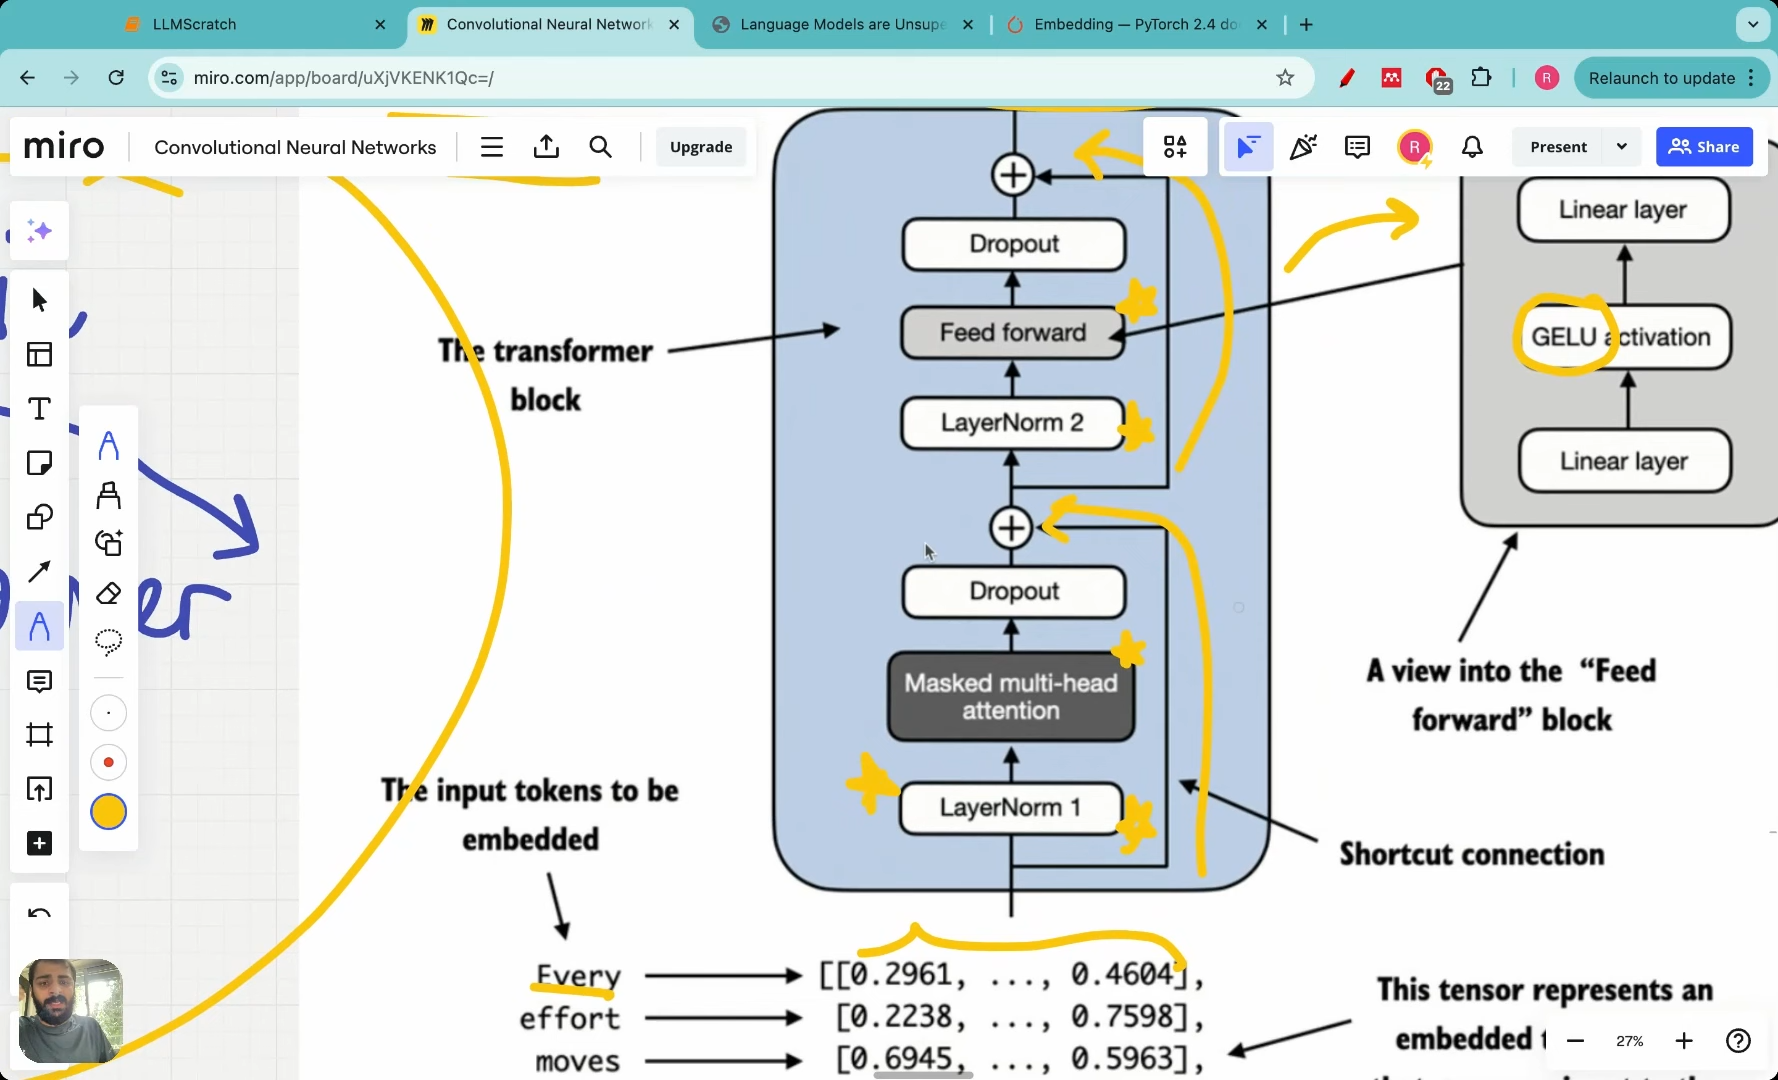 LLMScratch
Convolutional Neural Network
Language Models are Unsupe
Embedding — PyTorch 2.4 do
miro.com/app/board/uXjVKENK1Qc=/
22
R
Relaunch to update
miro
Convolutional Neural Networks
Upgrade
R
Present
Share
Dropout
Feed forward
LayerNorm 2
Dropout
Masked multi-head
attention
LayerNorm 1
The transformer
block
Linear layer
GELU activation
Linear layer
A view into the “Feed
forward” block
Shortcut connection
The input tokens to be
embedded
Every
effort
moves
[[0.2961, ..., 0.4604],
[0.2238, ..., 0.7598],
[0.6945, ..., 0.5963],
This tensor represents an
embedded t
27%